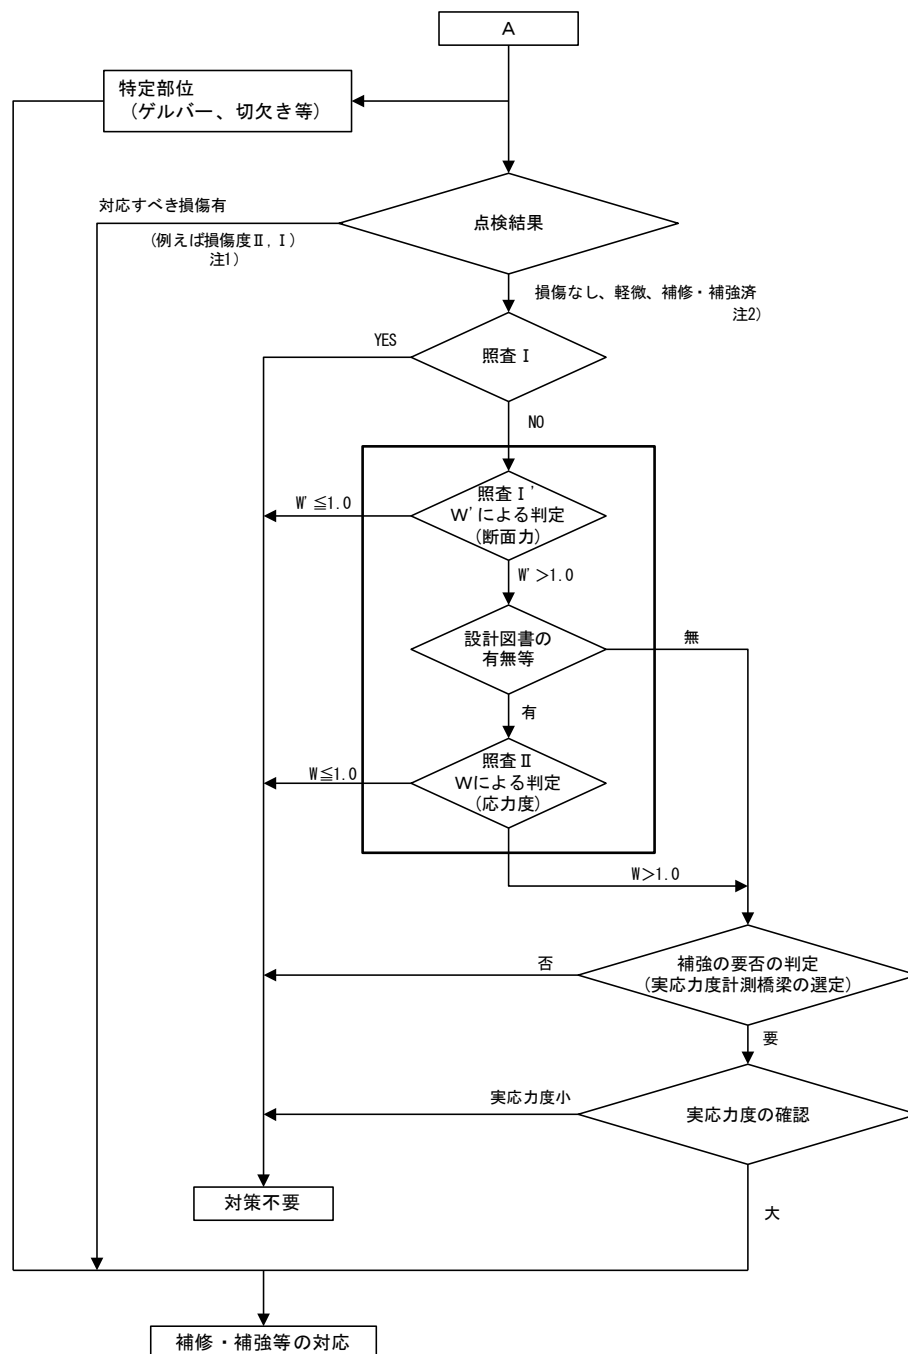 A
特定部位
(ゲルバー、切欠き等)
対応すべき損傷有
(例えば損傷度Ⅱ, Ⅰ)
注1)
点検結果
損傷なし、軽微、補修・補強済
注2)
YES
照査Ⅰ
NO
照査Ⅰ'
W'による判定
(断面力)
W'≦1.0
W'>1.0
設計図書の
有無等
無
有
照査Ⅱ
Wによる判定
(応力度)
W≦1.0
W>1.0
補強の要否の判定
(実応力度計測橋梁の選定)
否
要
実応力度の確認
実応力度小
大
対策不要
補修・補強等の対応